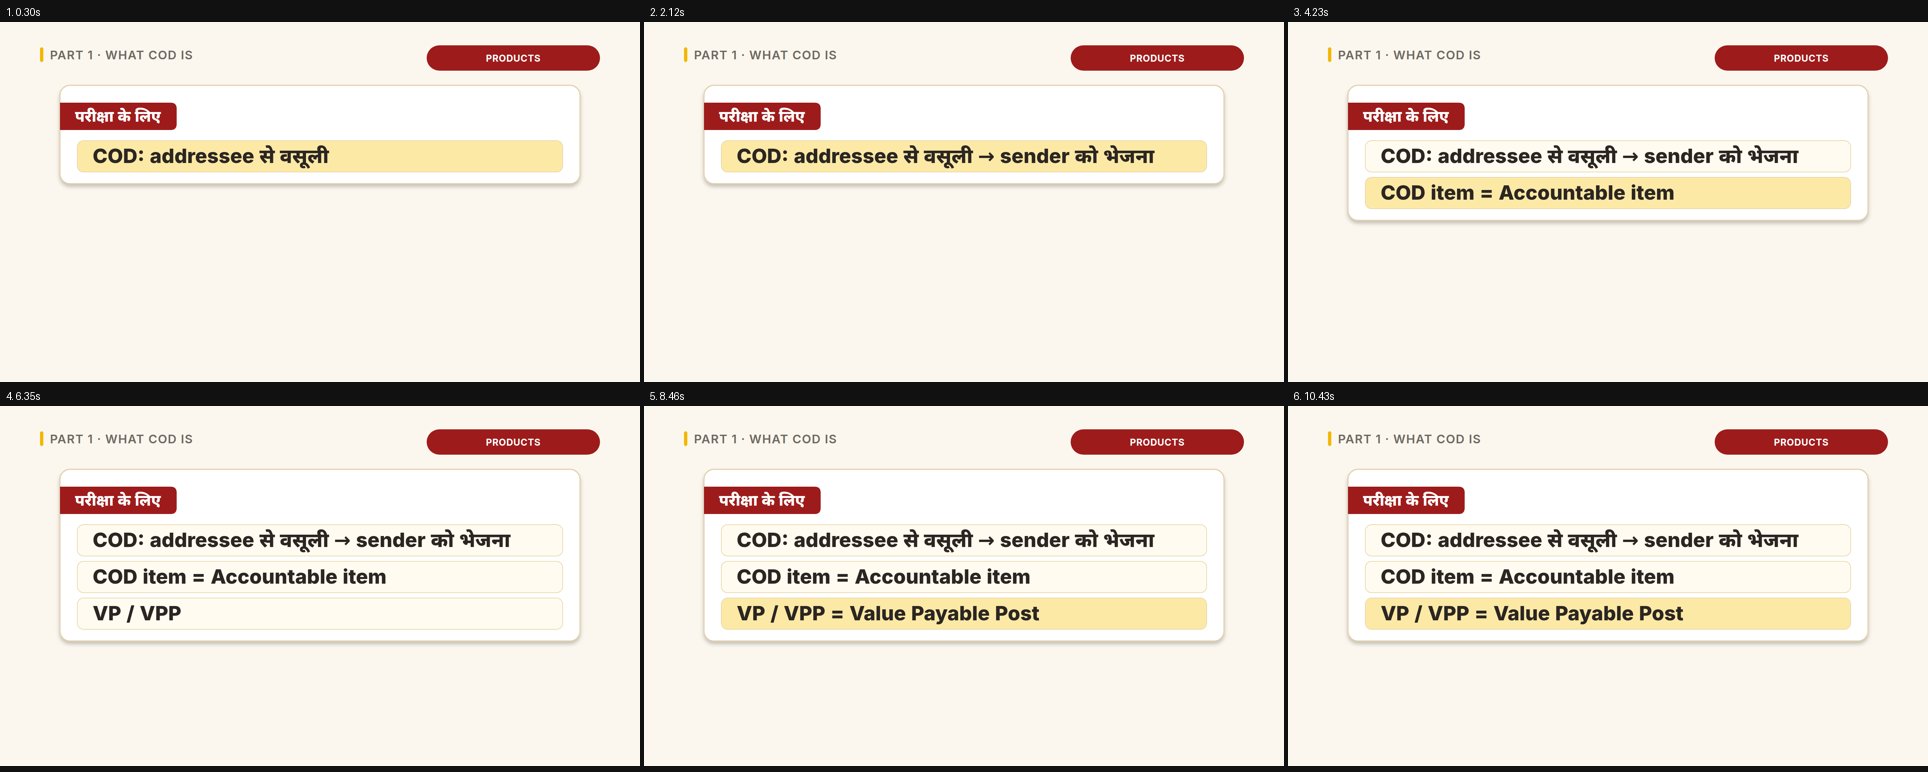 1. 0.30s
PART 1 · WHAT COD IS
PRODUCTS
परीक्षा के लिए
COD: addressee से वसूली
2. 2.12s
PART 1 · WHAT COD IS
PRODUCTS
परीक्षा के लिए
COD: addressee से वसूली → sender को भेजना
3. 4.23s
PART 1 · WHAT COD IS
PRODUCTS
परीक्षा के लिए
COD: addressee से वसूली → sender को भेजना
COD item = Accountable item
4. 6.35s
PART 1 · WHAT COD IS
PRODUCTS
परीक्षा के लिए
COD: addressee से वसूली → sender को भेजना
COD item = Accountable item
VP / VPP
5. 8.46s
PART 1 · WHAT COD IS
PRODUCTS
परीक्षा के लिए
COD: addressee से वसूली → sender को भेजना
COD item = Accountable item
VP / VPP = Value Payable Post
6. 10.43s
PART 1 · WHAT COD IS
PRODUCTS
परीक्षा के लिए
COD: addressee से वसूली → sender को भेजना
COD item = Accountable item
VP / VPP = Value Payable Post